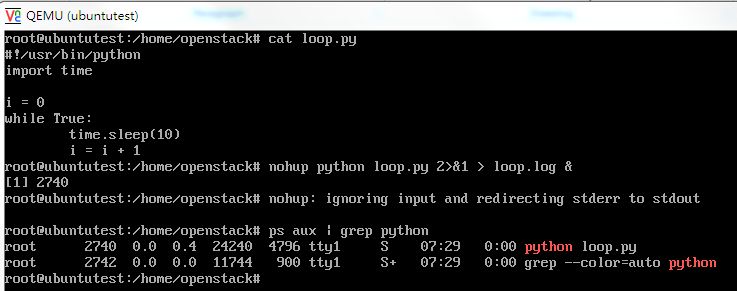 QEMU (ubuntutest)
root@ubuntutest:/home/openstack# cat loop.py
#!/usr/bin/python
import time
i = 0
while True:
        time.sleep(10)
        i = i + 1
root@ubuntutest:/home/openstack# nohup python loop.py 2>&1 > loop.log &
[1] 2740
root@ubuntutest:/home/openstack# nohup: ignoring input and redirecting stderr to stdout
root@ubuntutest:/home/openstack# ps aux | grep python
root      2740  0.0  0.4  24240  4796 tty1     S    07:29   0:00 python loop.py
root      2742  0.0  0.0  11744   900 tty1     S+   07:29   0:00 grep --color=auto python
root@ubuntutest:/home/openstack#